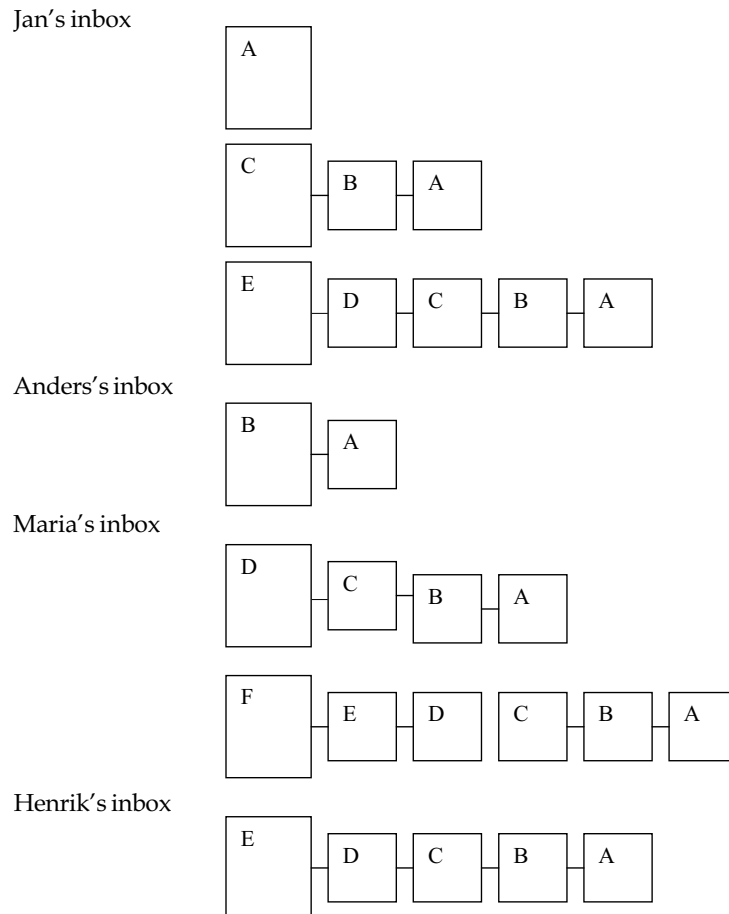 Jan's inbox
A
C B A
E D C B A
Anders's inbox
B A
Maria's inbox
D C B A
F E D C B A
Henrik's inbox
E D C B A